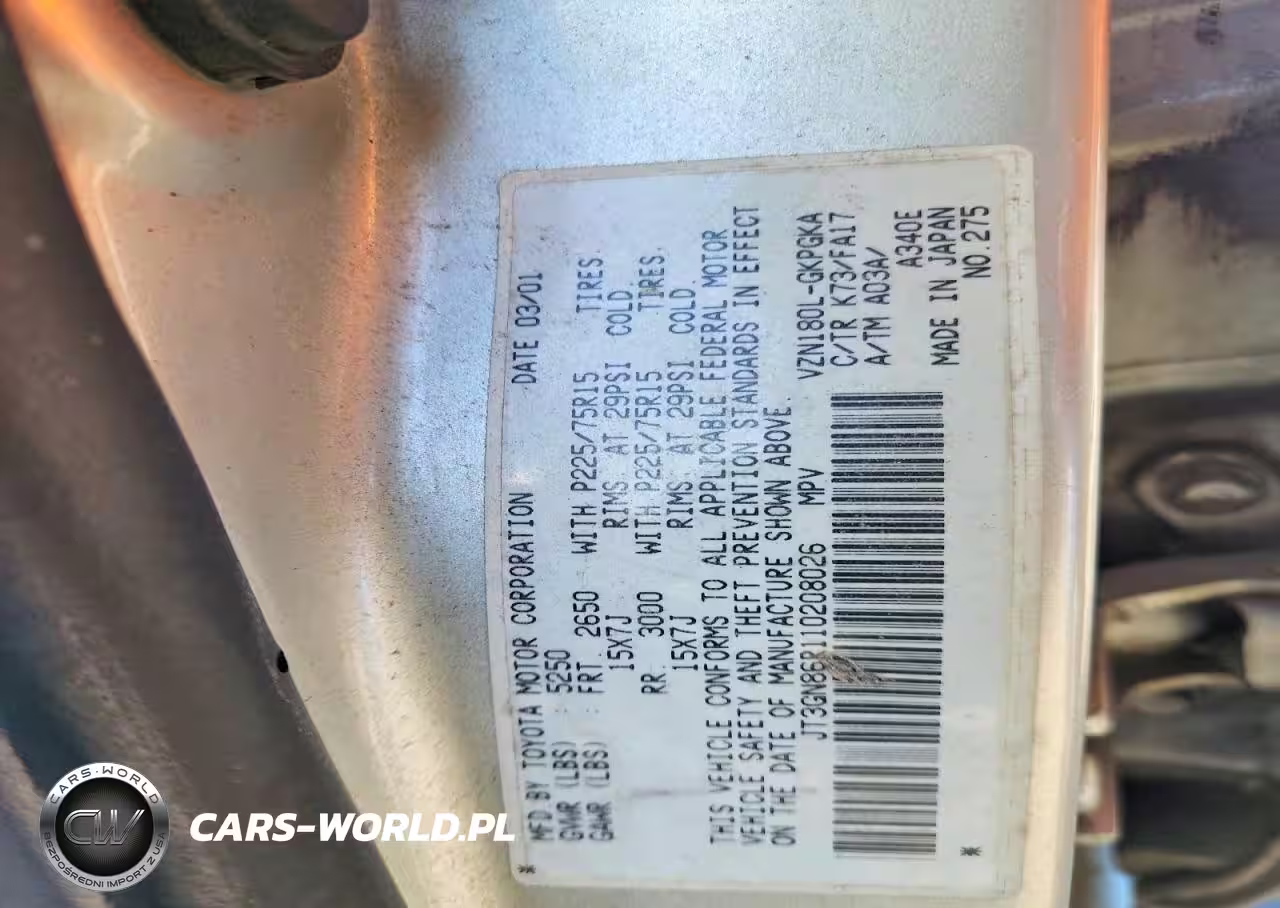 * MFD.BY TOYOTA MOTOR CORPORATION DATE 03/01
GVWR (LBS) : 5250
GAWR (LBS) : FRT. 2650 WITH P225/75R15 TIRES.
15X7J RIMS AT 29PSI COLD.
RR. 3000 WITH P225/75R15 TIRES.
15X7J RIMS AT 29PSI COLD.
THIS VEHICLE CONFORMS TO ALL APPLICABLE FEDERAL MOTOR
VEHICLE SAFETY AND THEFT PREVENTION STANDARDS IN EFFECT
ON THE DATE OF MANUFACTURE SHOWN ABOVE.
JT3GN86R110208026 MPV VZN180L-GKPGKA
C/TR K73/FA17
A/TM A03A/
A340E
MADE IN JAPAN
* NO.275
CARS-WORLD
CW
BEZPOŚREDNI IMPORT Z USA
CARS-WORLD.PL